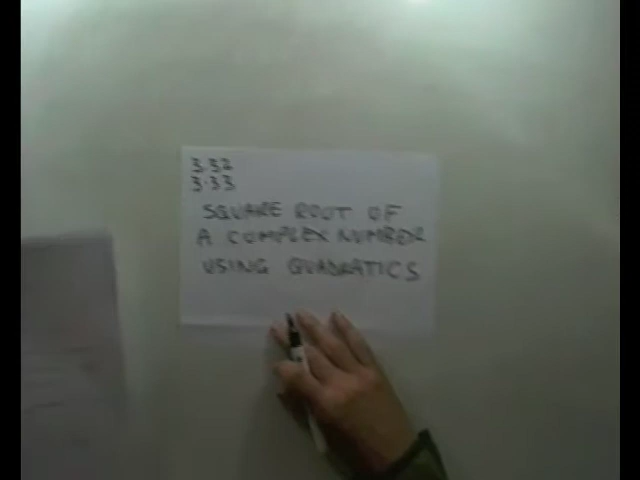 3.32
3.33
SQUARE ROOT OF
A COMPLEX NUMBER
USING QUADRATICS